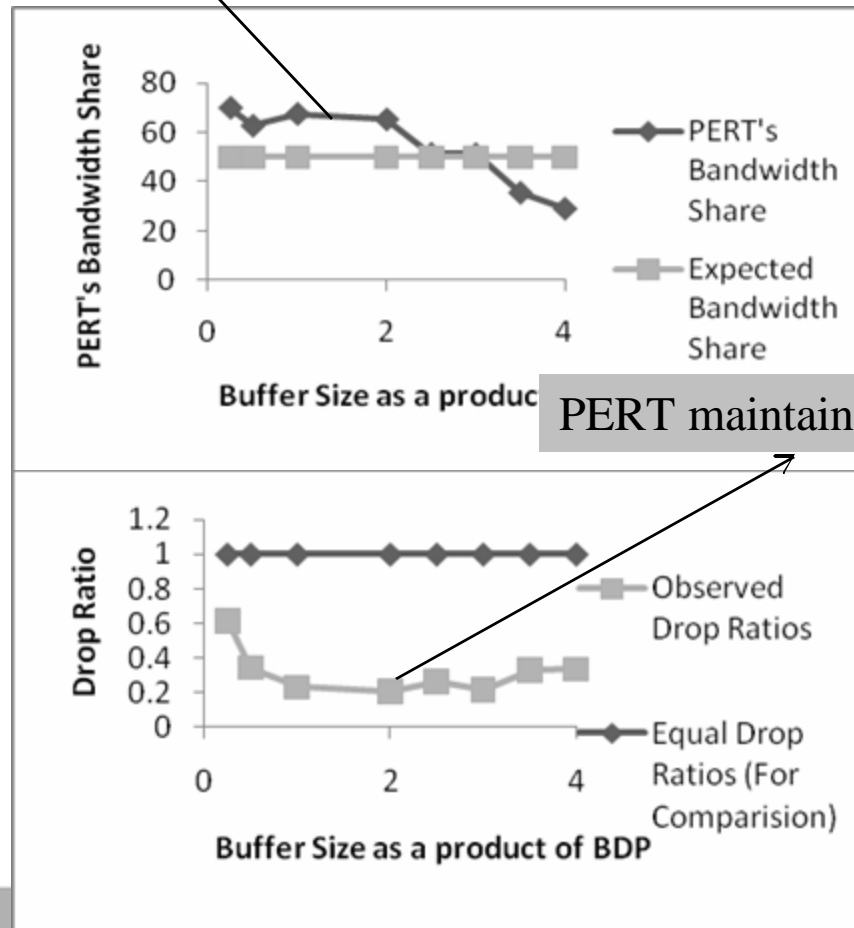 PERT's Bandwidth Share
80
60
40
20
0
0
2
4
PERT's
Bandwidth
Share
Expected
Bandwidth
Share
Buffer Size as a produc
PERT maintain
Drop Ratio
1.2
1
0.8
0.6
0.4
0.2
0
0
2
4
Observed
Drop Ratios
Equal Drop
Ratios (For
Comparision)
Buffer Size as a product of BDP